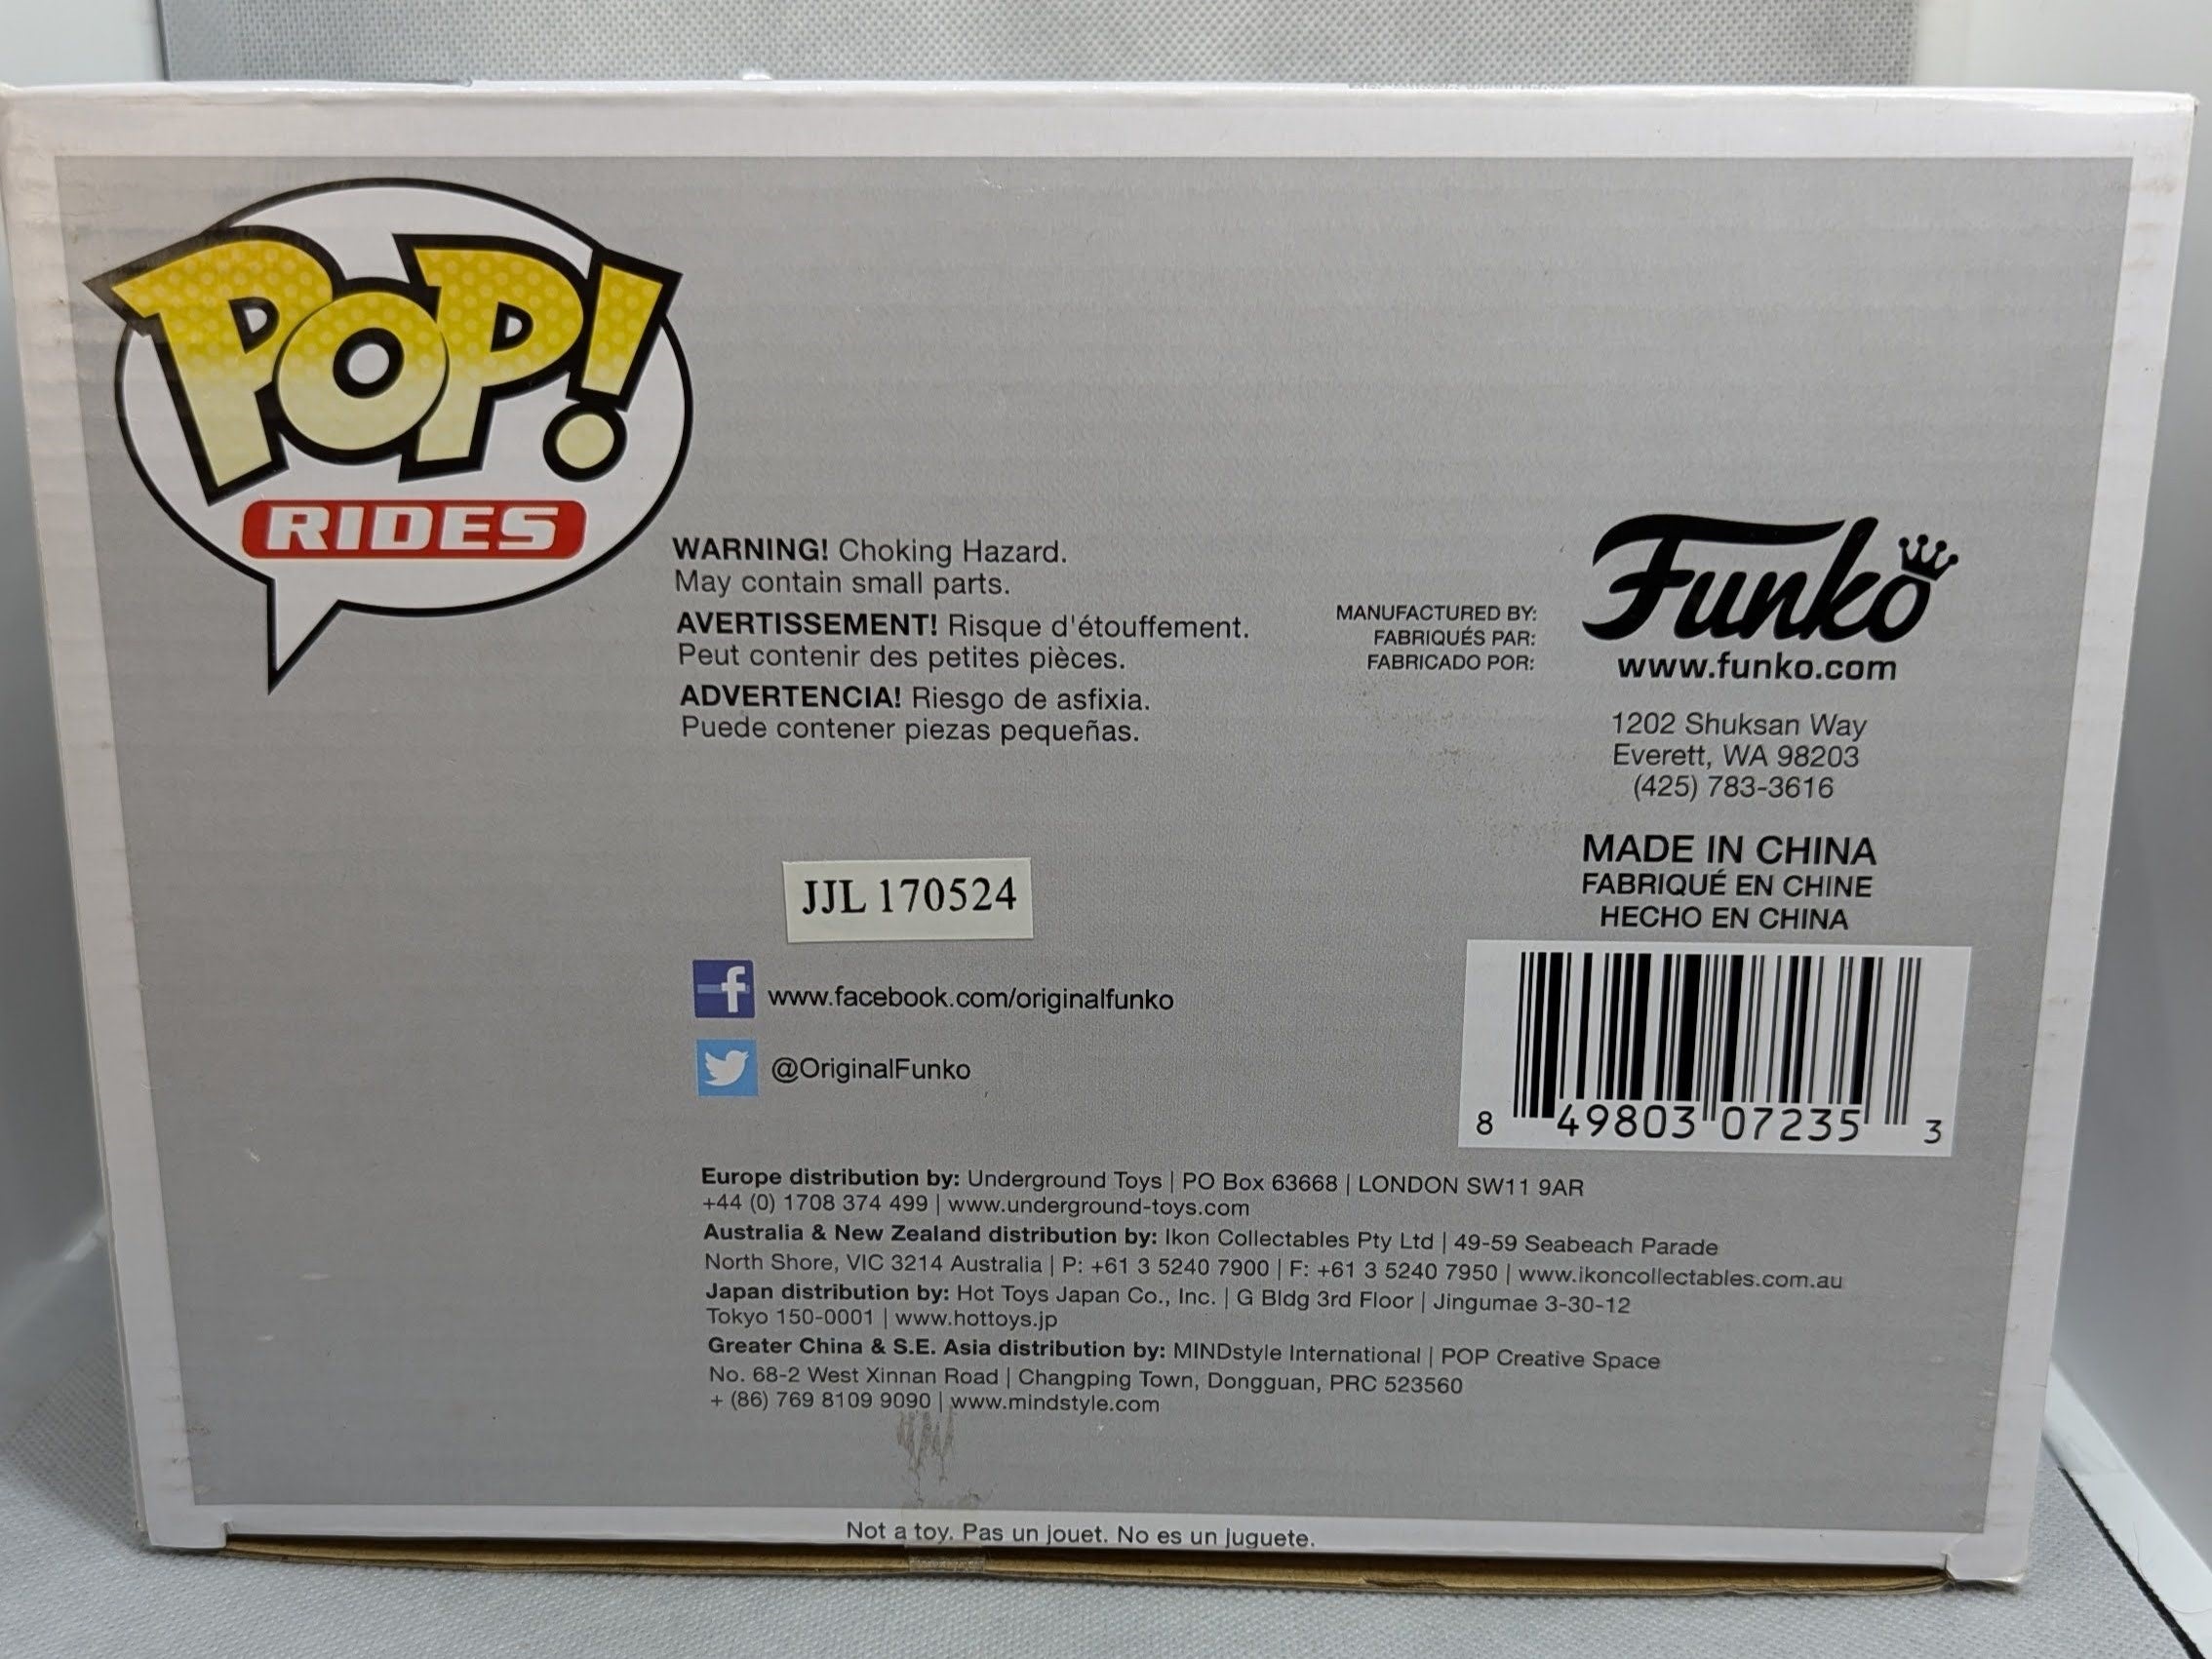 POP!
RIDES
WARNING! Choking Hazard.
May contain small parts.
AVERTISSEMENT! Risque d'étouffement.
Peut contenir des petites pièces.
ADVERTENCIA! Riesgo de asfixia.
Puede contener piezas pequeñas.
MANUFACTURED BY:
FABRIQUÉS PAR:
FABRICADO POR:
Funko
www.funko.com
1202 Shuksan Way
Everett, WA 98203
(425) 783-3616
MADE IN CHINA
FABRIQUÉ EN CHINE
HECHO EN CHINA
JJL 170524
f www.facebook.com/originalfunko
@OriginalFunko
8 49803 07235 3
Europe distribution by: Underground Toys | PO Box 63668 | LONDON SW11 9AR
+44 (0) 1708 374 499 | www.underground-toys.com
Australia & New Zealand distribution by: Ikon Collectables Pty Ltd | 49-59 Seabeach Parade
North Shore, VIC 3214 Australia | P: +61 3 5240 7900 | F: +61 3 5240 7950 | www.ikoncollectables.com.au
Japan distribution by: Hot Toys Japan Co., Inc. | G Bldg 3rd Floor | Jingumae 3-30-12
Tokyo 150-0001 | www.hottoys.jp
Greater China & S.E. Asia distribution by: MINDstyle International | POP Creative Space
No. 68-2 West Xinnan Road | Changping Town, Dongguan, PRC 523560
+ (86) 769 8109 9090 | www.mindstyle.com
Not a toy. Pas un jouet. No es un juguete.